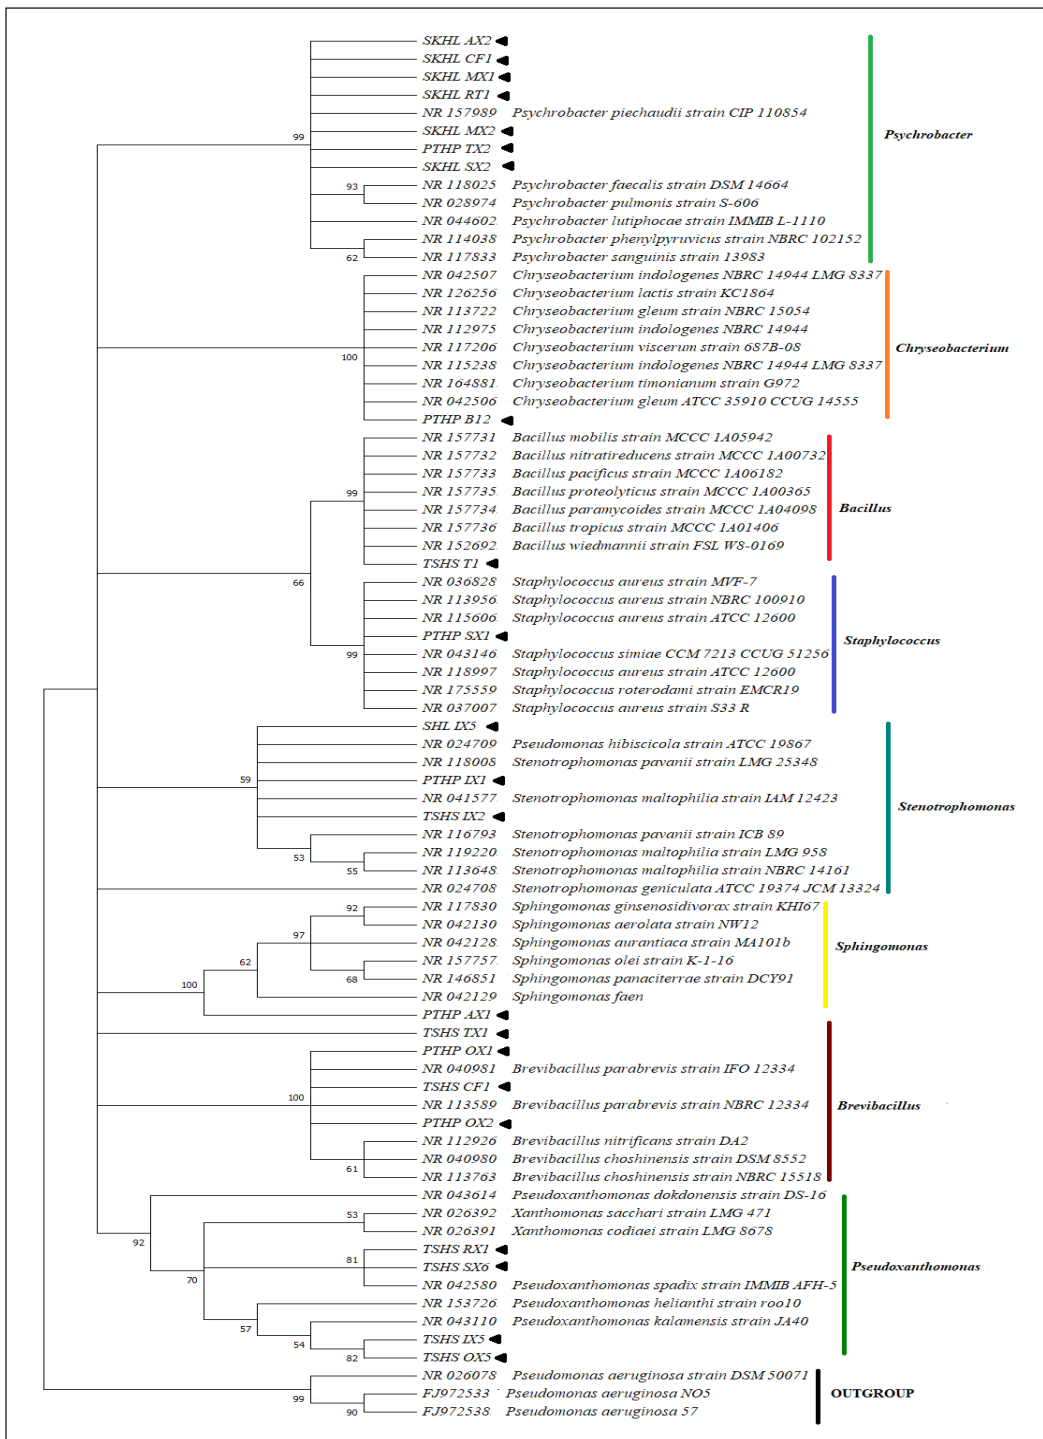 SKHL AX2
SKHL CF1
SKHL MX1
SKHL RT1
NR 157989 Psychrobacter piechaudii strain CIP 110854
99
SKHL MX2
Psychrobacter
PTHP TX2
SKHL SX2
93
NR 118025 Psychrobacter faecalis strain DSM 14664
NR 028974 Psychrobacter pulmonis strain S-606
NR 044602 Psychrobacter lutiphocae strain IMMIB L-1110
NR 114038 Psychrobacter phenylpyruvicus strain NBRC 102152
62
NR 117833 Psychrobacter sanguinis strain 13983
NR 042507 Chryseobacterium indologenes NBRC 14944 LMG 8337
NR 126256 Chryseobacterium lactis strain KC1864
NR 113722 Chryseobacterium gleum strain NBRC 15054
NR 112975 Chryseobacterium indologenes NBRC 14944
NR 117206 Chryseobacterium viscerum strain 687B-08
Chryseobacterium
100
NR 115238 Chryseobacterium indologenes NBRC 14944 LMG 8337
NR 164881 Chryseobacterium timonianum strain G972
NR 042506 Chryseobacterium gleum ATCC 35910 CCUG 14555
PTHP B12
NR 157731 Bacillus mobilis strain MCCC 1A05942
NR 157732 Bacillus nitratireducens strain MCCC 1A00732
NR 157733 Bacillus pacificus strain MCCC 1A06182
99
NR 157735 Bacillus proteolyticus strain MCCC 1A00365
NR 157734 Bacillus paramycoides strain MCCC 1A04098
Bacillus
NR 157736 Bacillus tropicus strain MCCC 1A01406
NR 152692 Bacillus wiedmannii strain FSL W8-0169
TSHS T1
66
NR 036828 Staphylococcus aureus strain MVF-7
NR 113956 Staphylococcus aureus strain NBRC 100910
NR 115606 Staphylococcus aureus strain ATCC 12600
PTHP SX1
Staphylococcus
99
NR 043146 Staphylococcus simiae CCM 7213 CCUG 51256
NR 118997 Staphylococcus aureus strain ATCC 12600
NR 175559 Staphylococcus roterodami strain EMCR19
NR 037007 Staphylococcus aureus strain S33 R
SHL IX5
NR 024709 Pseudomonas hibiscicola strain ATCC 19867
NR 118008 Stenotrophomonas pavanii strain LMG 25348
59
PTHP IX1
NR 041577 Stenotrophomonas maltophilia strain IAM 12423
Stenotrophomonas
TSHS IX2
NR 116793 Stenotrophomonas pavanii strain ICB 89
53
NR 119220 Stenotrophomonas maltophilia strain LMG 958
55
NR 113648 Stenotrophomonas maltophilia strain NBRC 14161
NR 024708 Stenotrophomonas geniculata ATCC 19374 JCM 13324
92
NR 117830 Sphingomonas ginsenosidivorax strain KHI67
NR 042130 Sphingomonas aerolata strain NW12
97
NR 042128 Sphingomonas aurantiaca strain MA101b
Sphingomonas
62
NR 157757 Sphingomonas olei strain K-1-16
68
NR 146851 Sphingomonas panaciterrae strain DCY91
100
NR 042129 Sphingomonas faen
PTHP AX1
TSHS TX1
PTHP OX1
NR 040981 Brevibacillus parabrevis strain IFO 12334
TSHS CF1
100
NR 113589 Brevibacillus parabrevis strain NBRC 12334
Brevibacillus
PTHP OX2
NR 112926 Brevibacillus nitrificans strain DA2
NR 040980 Brevibacillus choshinensis strain DSM 8552
61
NR 113763 Brevibacillus choshinensis strain NBRC 15518
NR 043614 Pseudoxanthomonas dokdonensis strain DS-16
53
NR 026392 Xanthomonas sacchari strain LMG 471
NR 026391 Xanthomonas codiaei strain LMG 8678
92
TSHS RX1
81
TSHS SX6
Pseudoxanthomonas
70
NR 042580 Pseudoxanthomonas spadix strain IMMIB AFH-5
NR 153726 Pseudoxanthomonas helianthi strain roo10
57
NR 043110 Pseudoxanthomonas kalamensis strain JA40
54
TSHS IX5
82
TSHS OX5
NR 026078 Pseudomonas aeruginosa strain DSM 50071
99
FJ972533 Pseudomonas aeruginosa NO5
OUTGROUP
90
FJ972538 Pseudomonas aeruginosa 57